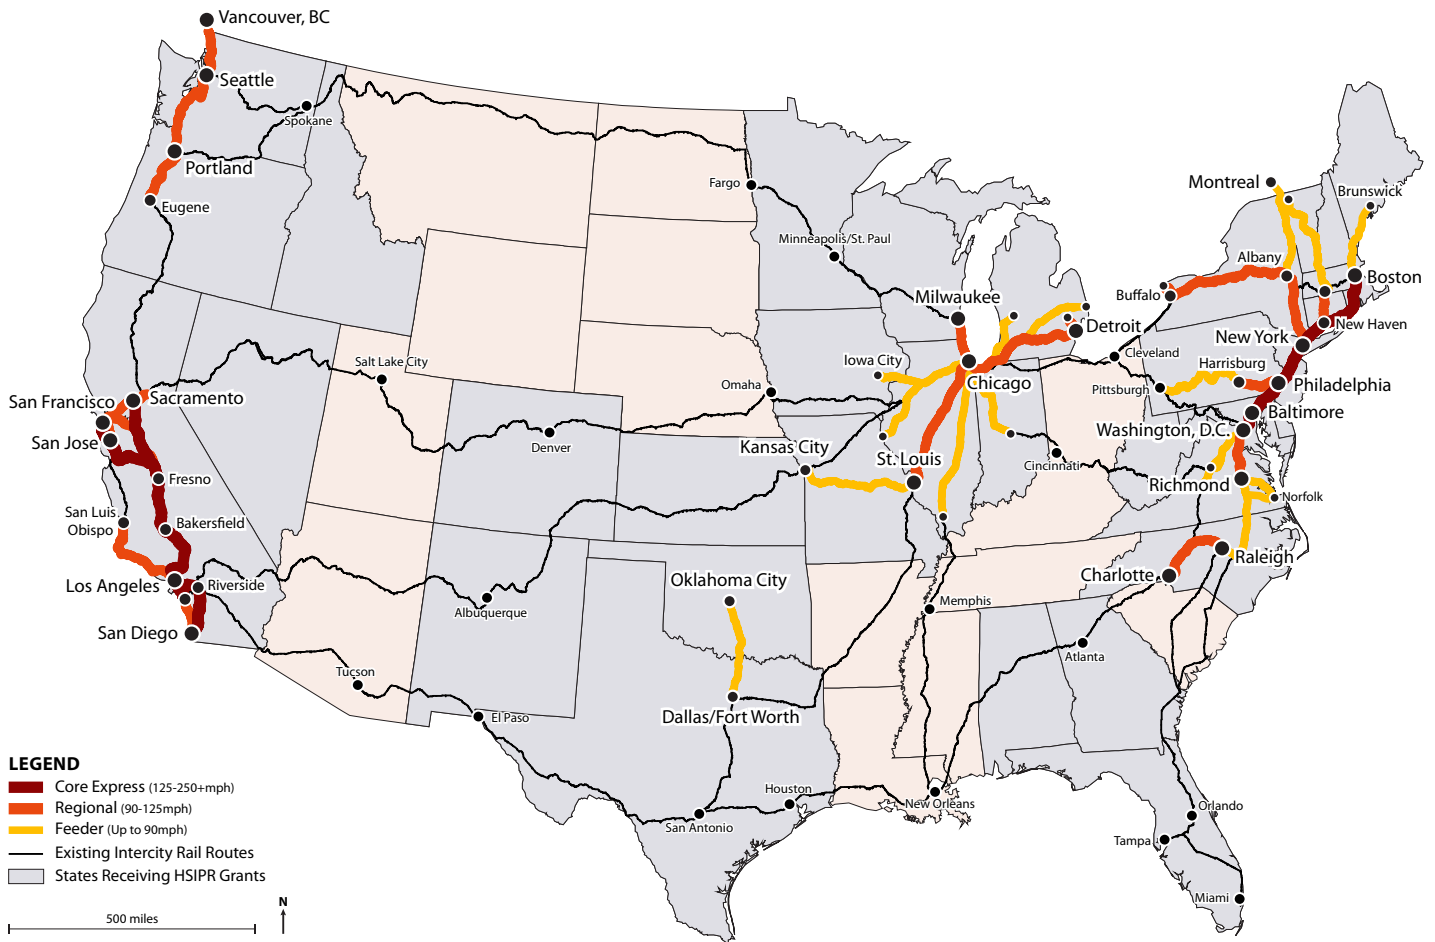 Vancouver, BC
Seattle
Spokane
Portland
Eugene
Fargo
Minneapolis/St. Paul
Montreal
Brunswick
Albany
Boston
Buffalo
Milwaukee
Detroit
New Haven
New York
Cleveland
Harrisburg
Iowa City
Chicago
Pittsburgh
Philadelphia
Salt Lake City
Omaha
Baltimore
San Francisco
Sacramento
Washington, D.C.
San Jose
Denver
Kansas City
St. Louis
Cincinnati
Fresno
Richmond
Norfolk
San Luis
Obispo
Bakersfield
Raleigh
Los Angeles
Riverside
Oklahoma City
Charlotte
Albuquerque
Memphis
San Diego
Atlanta
Tucson
El Paso
Dallas/Fort Worth
Houston
New Orleans
San Antonio
Orlando
Tampa
Miami
LEGEND
Core Express (125-250+mph)
Regional (90-125mph)
Feeder (Up to 90mph)
Existing Intercity Rail Routes
States Receiving HSIPR Grants
500 miles
N